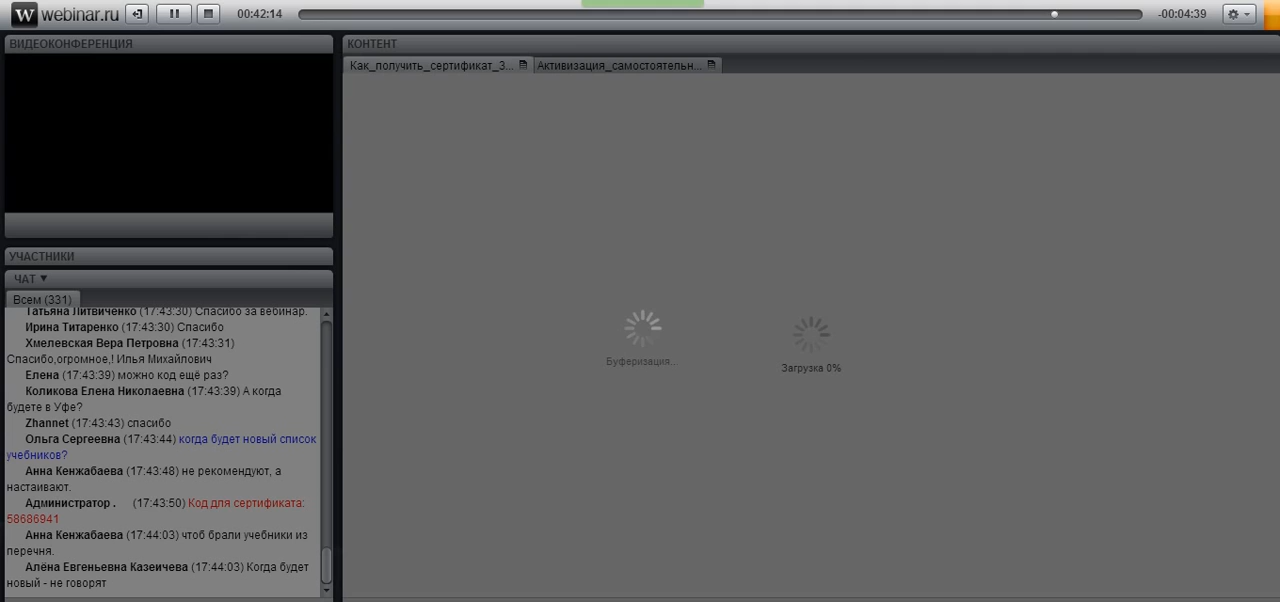 W webinar.ru 00:42:14 -00:04:39
ВИДЕОКОНФЕРЕНЦИЯ
КОНТЕНТ
Как_получить_сертификат_З... Активизация_самостоятельн...
УЧАСТНИКИ
ЧАТ
Всем (331)
Татьяна Литвиченко (17:43:30) Спасибо за вебинар.
Ирина Титаренко (17:43:30) Спасибо
Хмелевская Вера Петровна (17:43:31)
Спасибо,огромное,! Илья Михайлович
Елена (17:43:39) можно код ещё раз?
Коликова Елена Николаевна (17:43:39) А когда
будете в Уфе?
Zhannet (17:43:43) спасибо
Ольга Сергеевна (17:43:44) когда будет новый список
учебников?
Анна Кенжабаева (17:43:48) не рекомендуют, а
настаивают.
Администратор . (17:43:50) Код для сертификата:
58686941
Анна Кенжабаева (17:44:03) чтоб брали учебники из
перечня.
Алёна Евгеньевна Казеичева (17:44:03) Когда будет
новый - не говорят
Буферизация...
Загрузка 0%